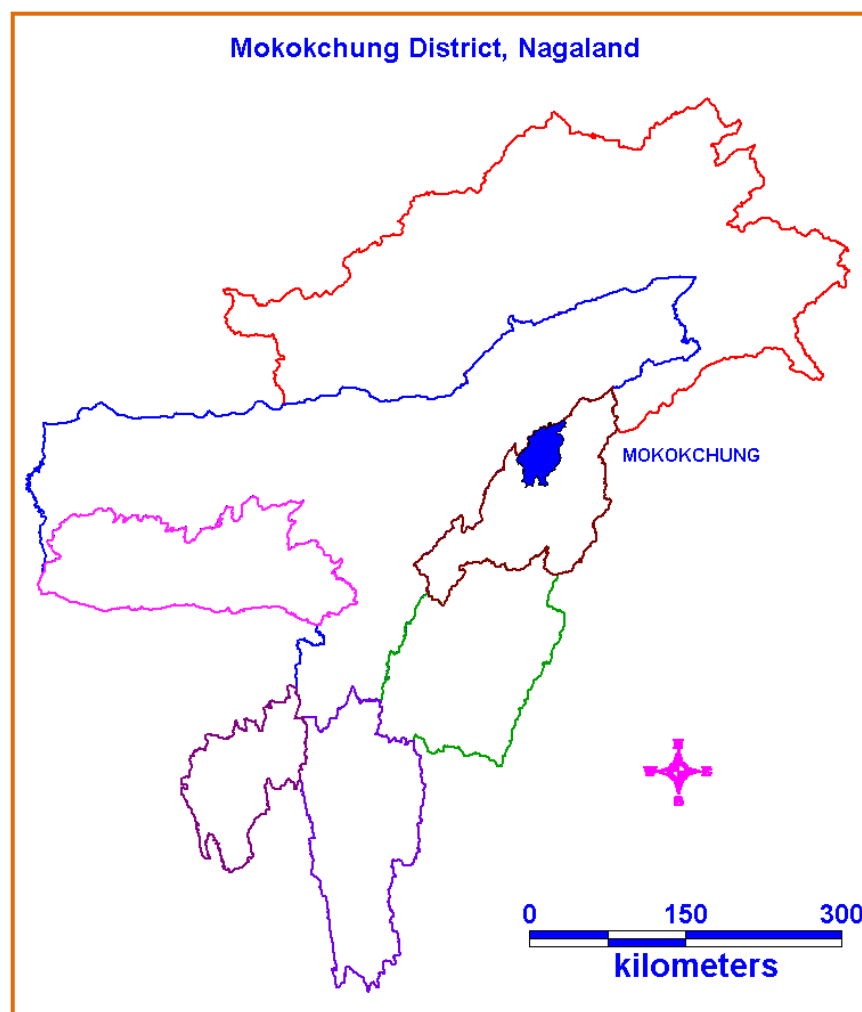 Mokokchung District, Nagaland
MOKOKCHUNG
N
W E
S
0 150 300
kilometers